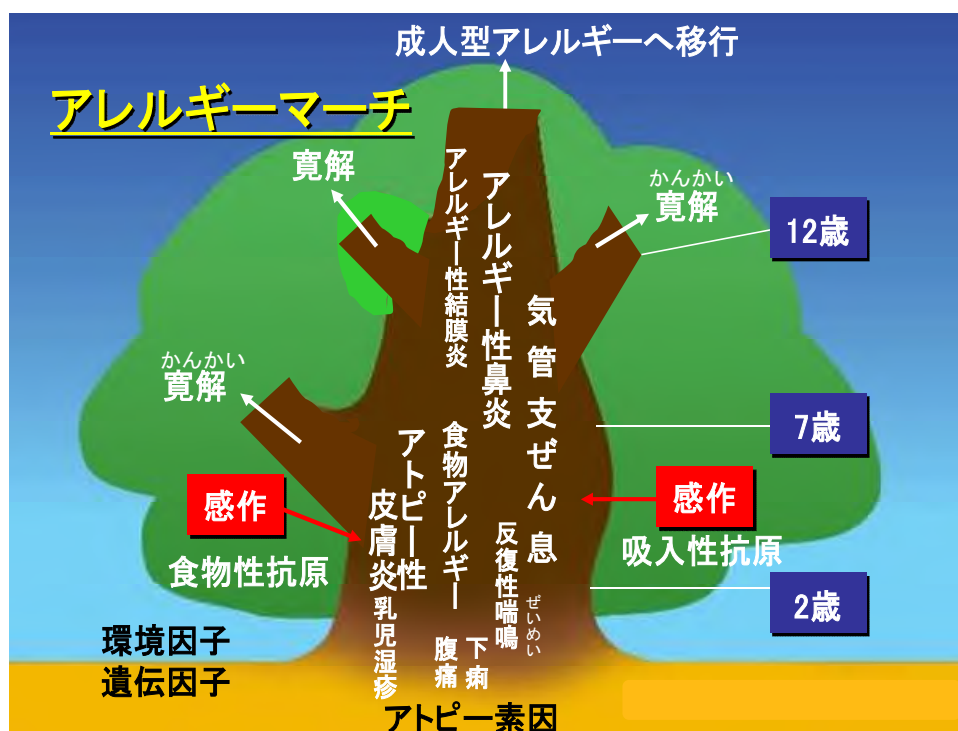 成人型アレルギーへ移行
アレルギーマーチ
寛解
かんかい
寛解
12歳
アレルギー性結膜炎
アレルギー性鼻炎
気管支ぜん息
かんかい
寛解
7歳
アトピー性
皮膚炎
食物アレルギー
感作
食物性抗原
感作
吸入性抗原
反復性喘鳴
ぜいめい
2歳
乳児湿疹
腹痛
下痢
環境因子
遺伝因子
アトピー素因